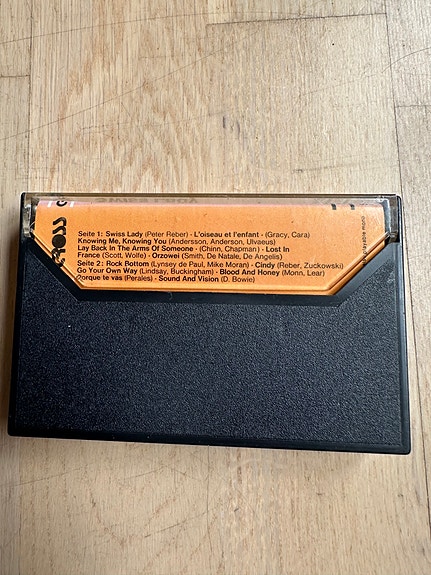 Seite 1: Swiss Lady (Peter Reber) · L'oiseau et l'enfant · (Gracy, Cara)
Knowing Me, Knowing You (Andersson, Anderson, Ulvaeus)
Lay Back In The Arms Of Someone · (Chinn, Chapman) · Lost In
France (Scott, Wolfe) · Orzowei (Smith, De Natale, De Angelis)
Seite 2: Rock Bottom (Lynsey de Paul, Mike Moran) · Cindy (Reber, Zuckowski)
Go Your Own Way (Lindsay, Buckingham) · Blood And Honey (Monn, Lear)
Porque te vas (Perales) · Sound And Vision (D. Bowie)